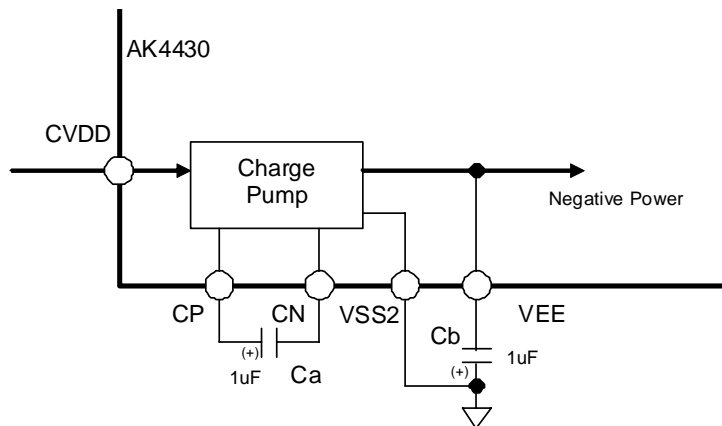 AK4430
CVDD
Charge
Pump
Negative Power
CP
CN
VSS2
Cb
VEE
(+)
1uF
Ca
(+)
1uF